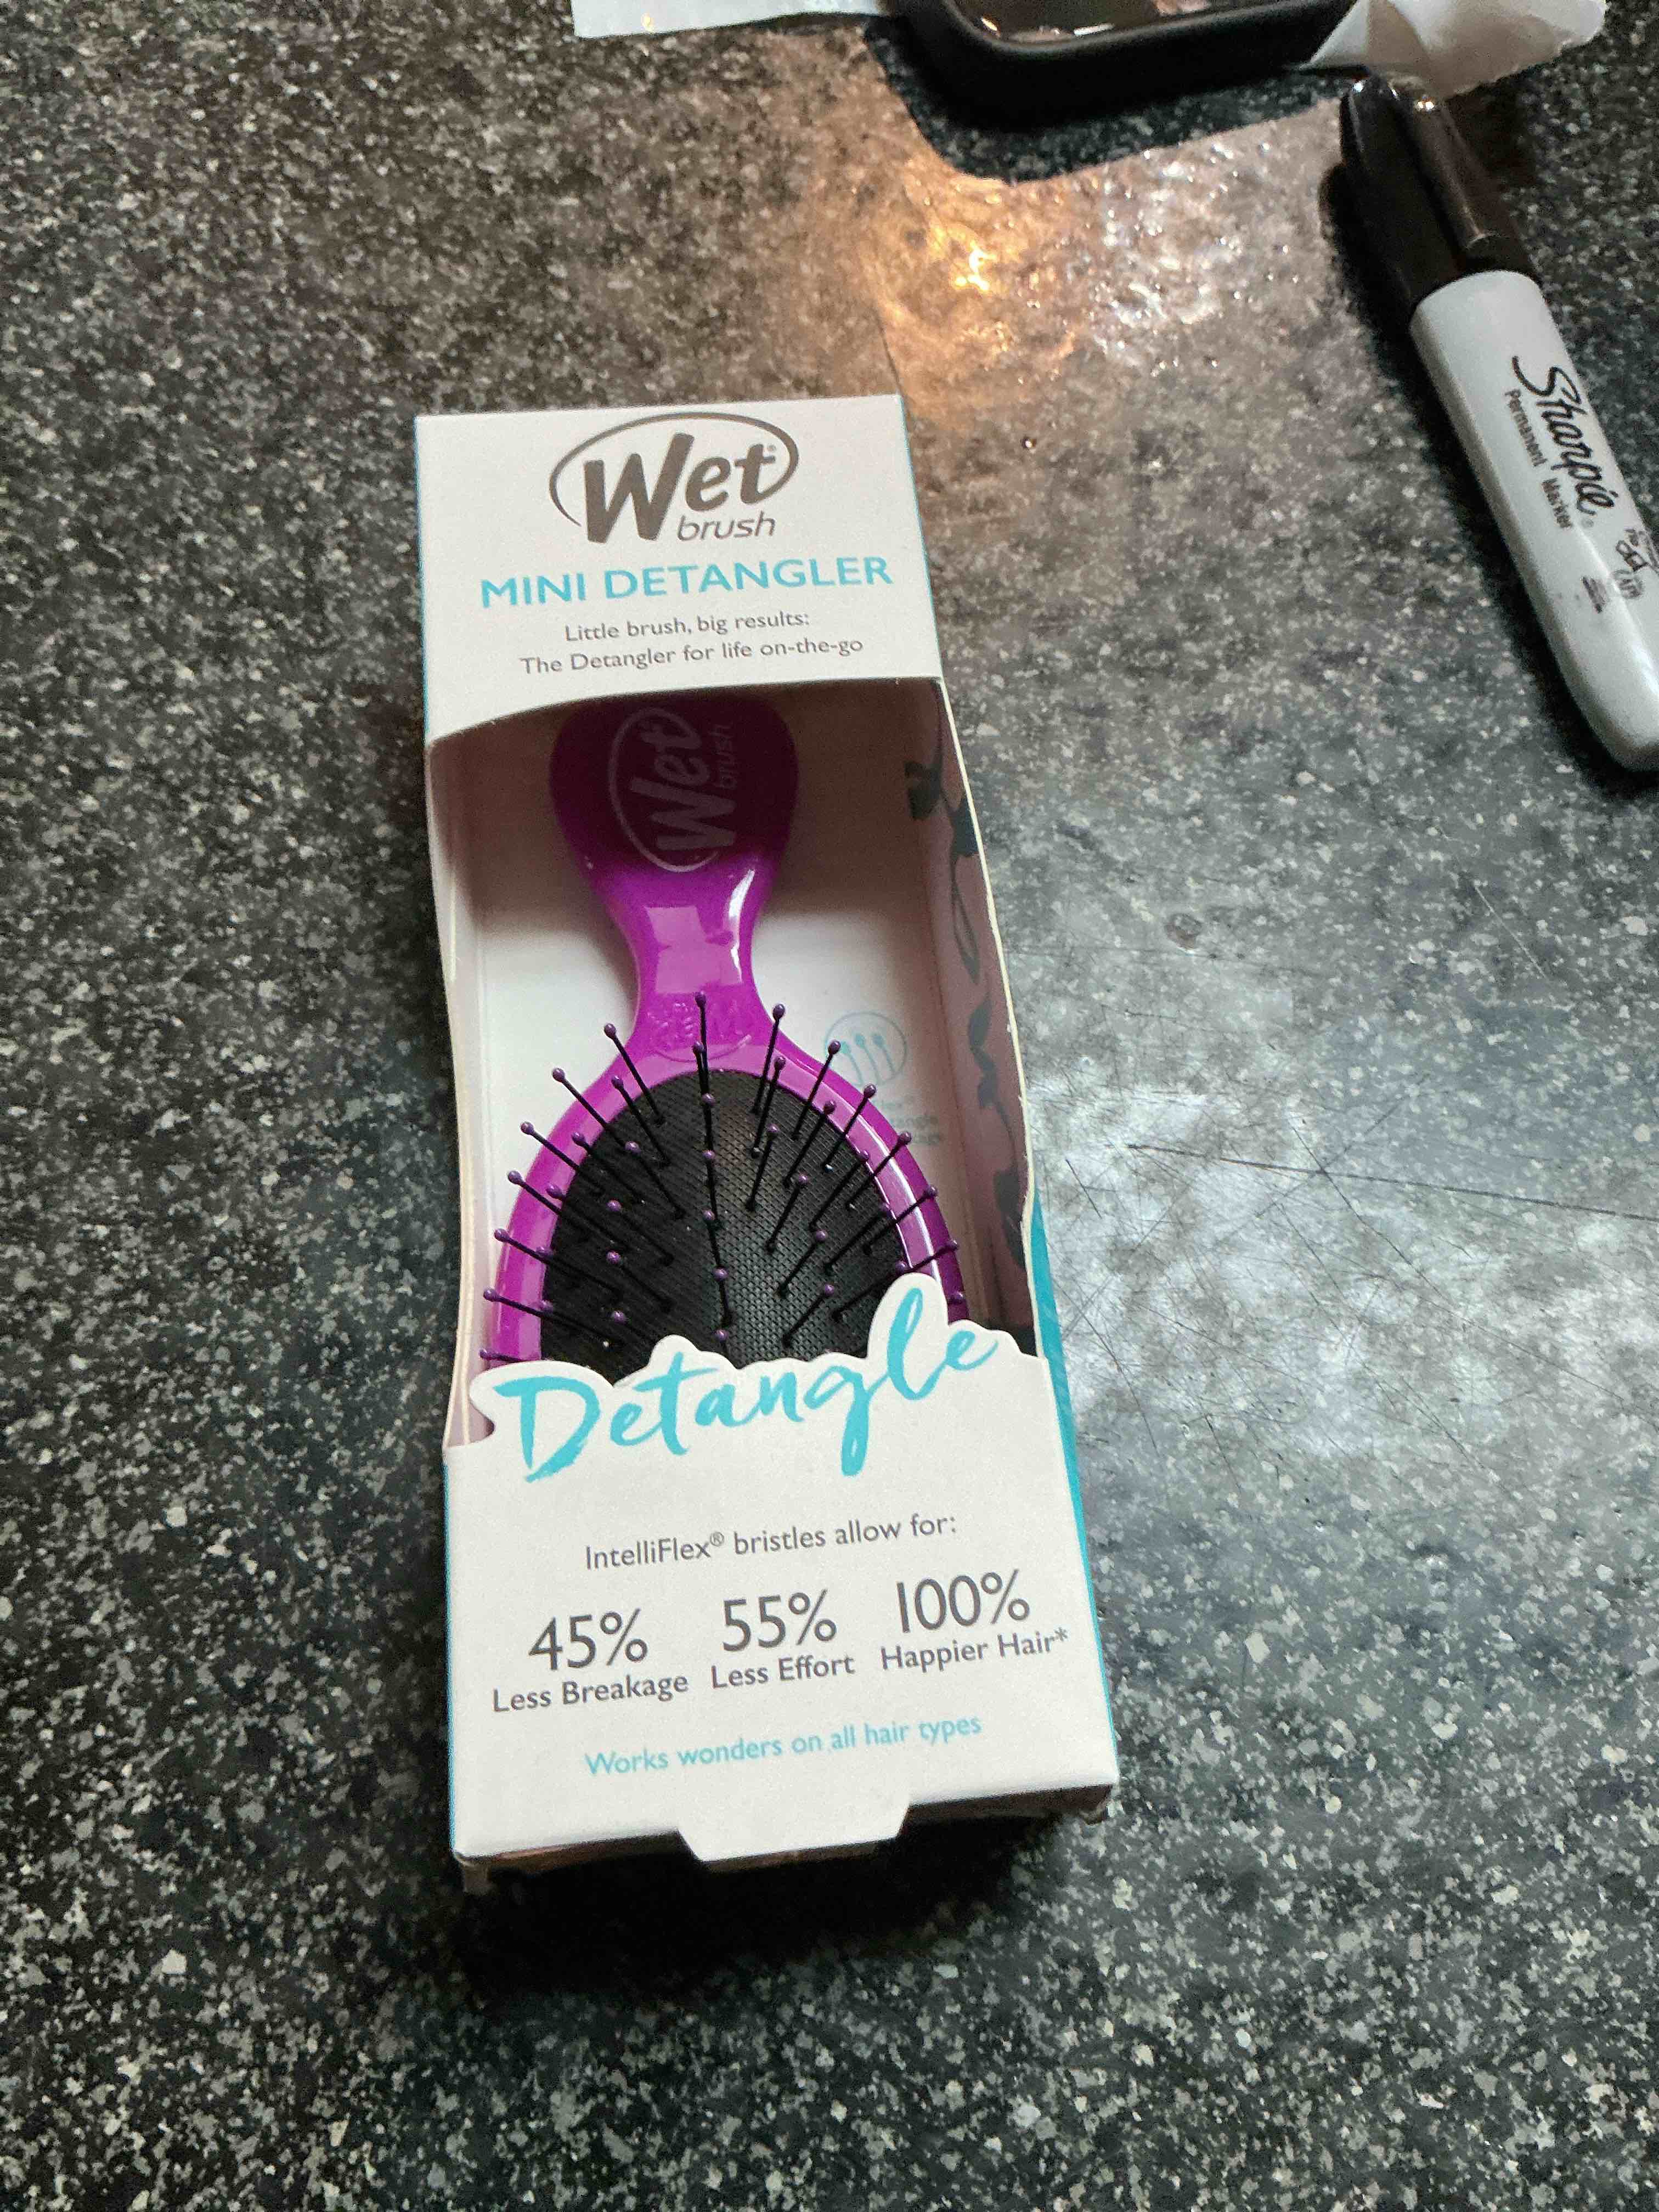 Wet
brush
MINI DETANGLER
Little brush, big results:
The Detangler for life on-the-go
Wet
brush
Detangle
IntelliFlex® bristles allow for:
45% 55% 100%
Less Breakage Less Effort Happier Hair*
Works wonders on all hair types
Sharpie
Permanent Marker